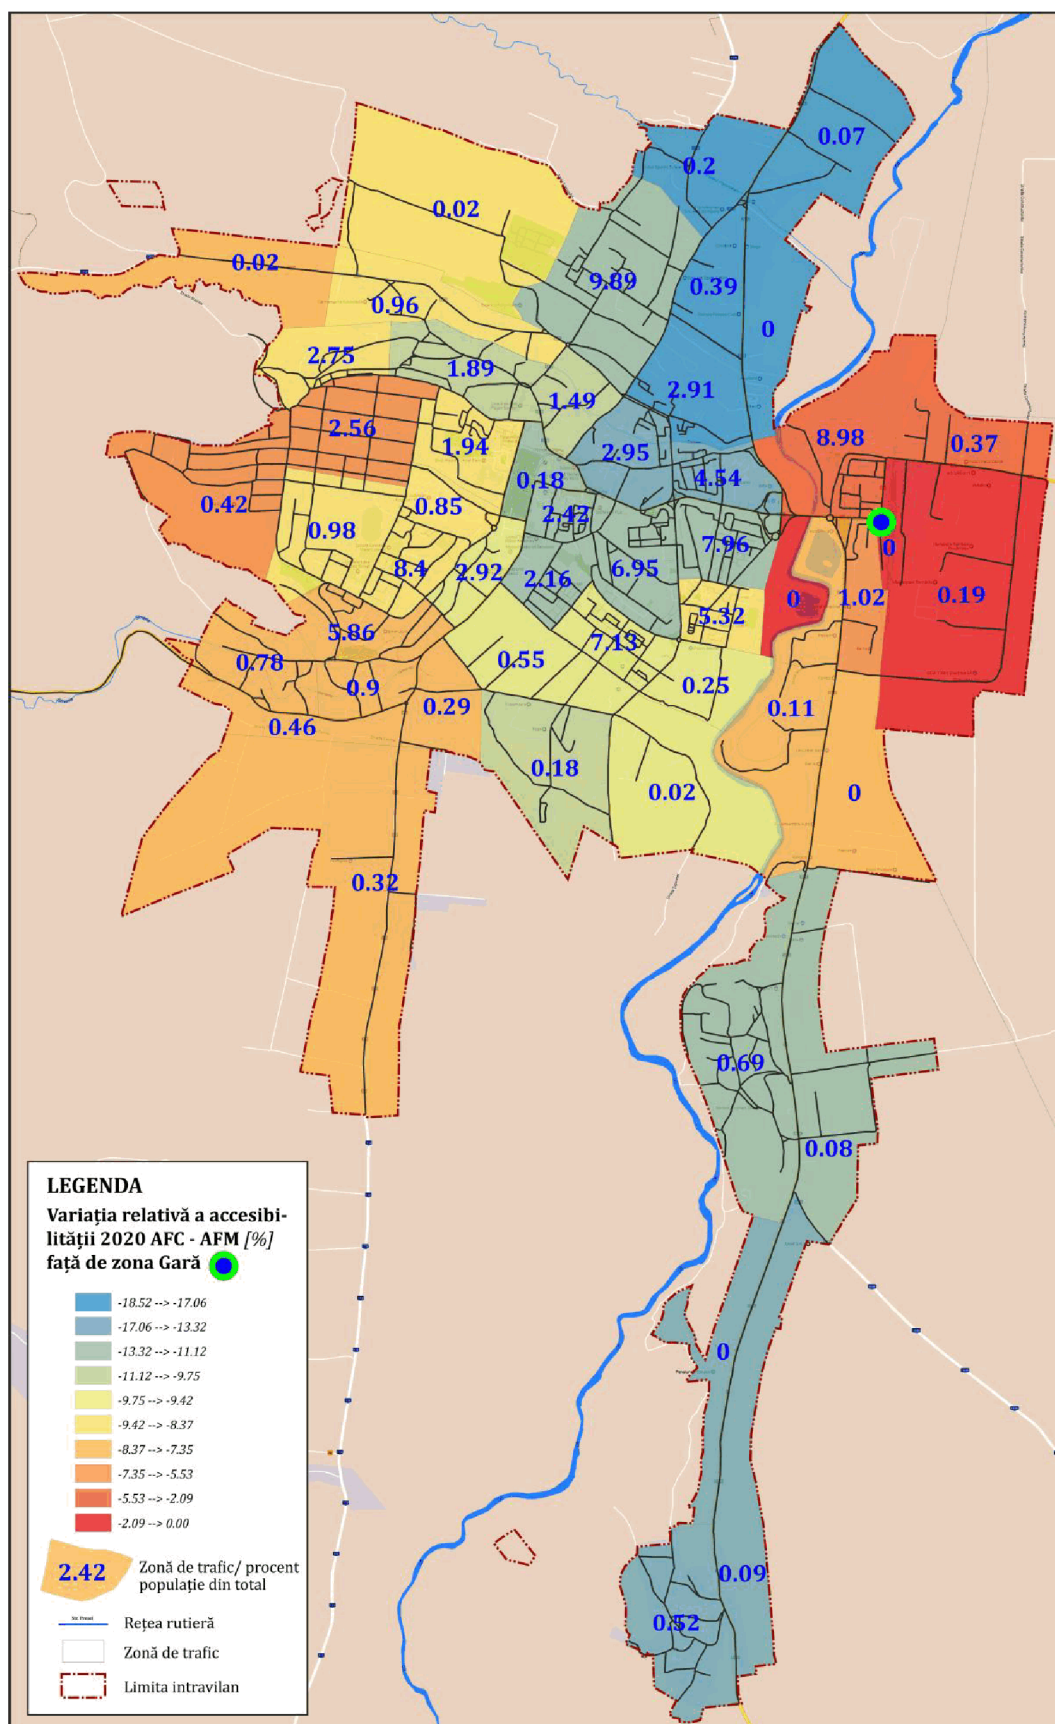 0.07
0.2
0.02
0.02
9.89
0.39
0.96
0
2.75
1.89
2.91
1.49
2.56
8.98
0.37
1.94
2.95
4.54
0.18
0.42
0.85
2.42
0.98
7.96
0
8.4
2.92
2.16
6.95
0
1.02
0.19
5.32
5.86
7.13
0.78
0.55
0.9
0.25
0.29
0.11
0.46
0.18
0.02
0
0.32
0.69
0.08
0
0.09
0.52
LEGENDA
Variația relativă a accesibi-
lității 2020 AFC - AFM [%]
față de zona Gară
-18.52 --> -17.06
-17.06 --> -13.32
-13.32 --> -11.12
-11.12 --> -9.75
-9.75 --> -9.42
-9.42 --> -8.37
-8.37 --> -7.35
-7.35 --> -5.53
-5.53 --> -2.09
-2.09 --> 0.00
2.42
Zonă de trafic/ procent
populație din total
Rețea rutieră
Zonă de trafic
Limita intravilan